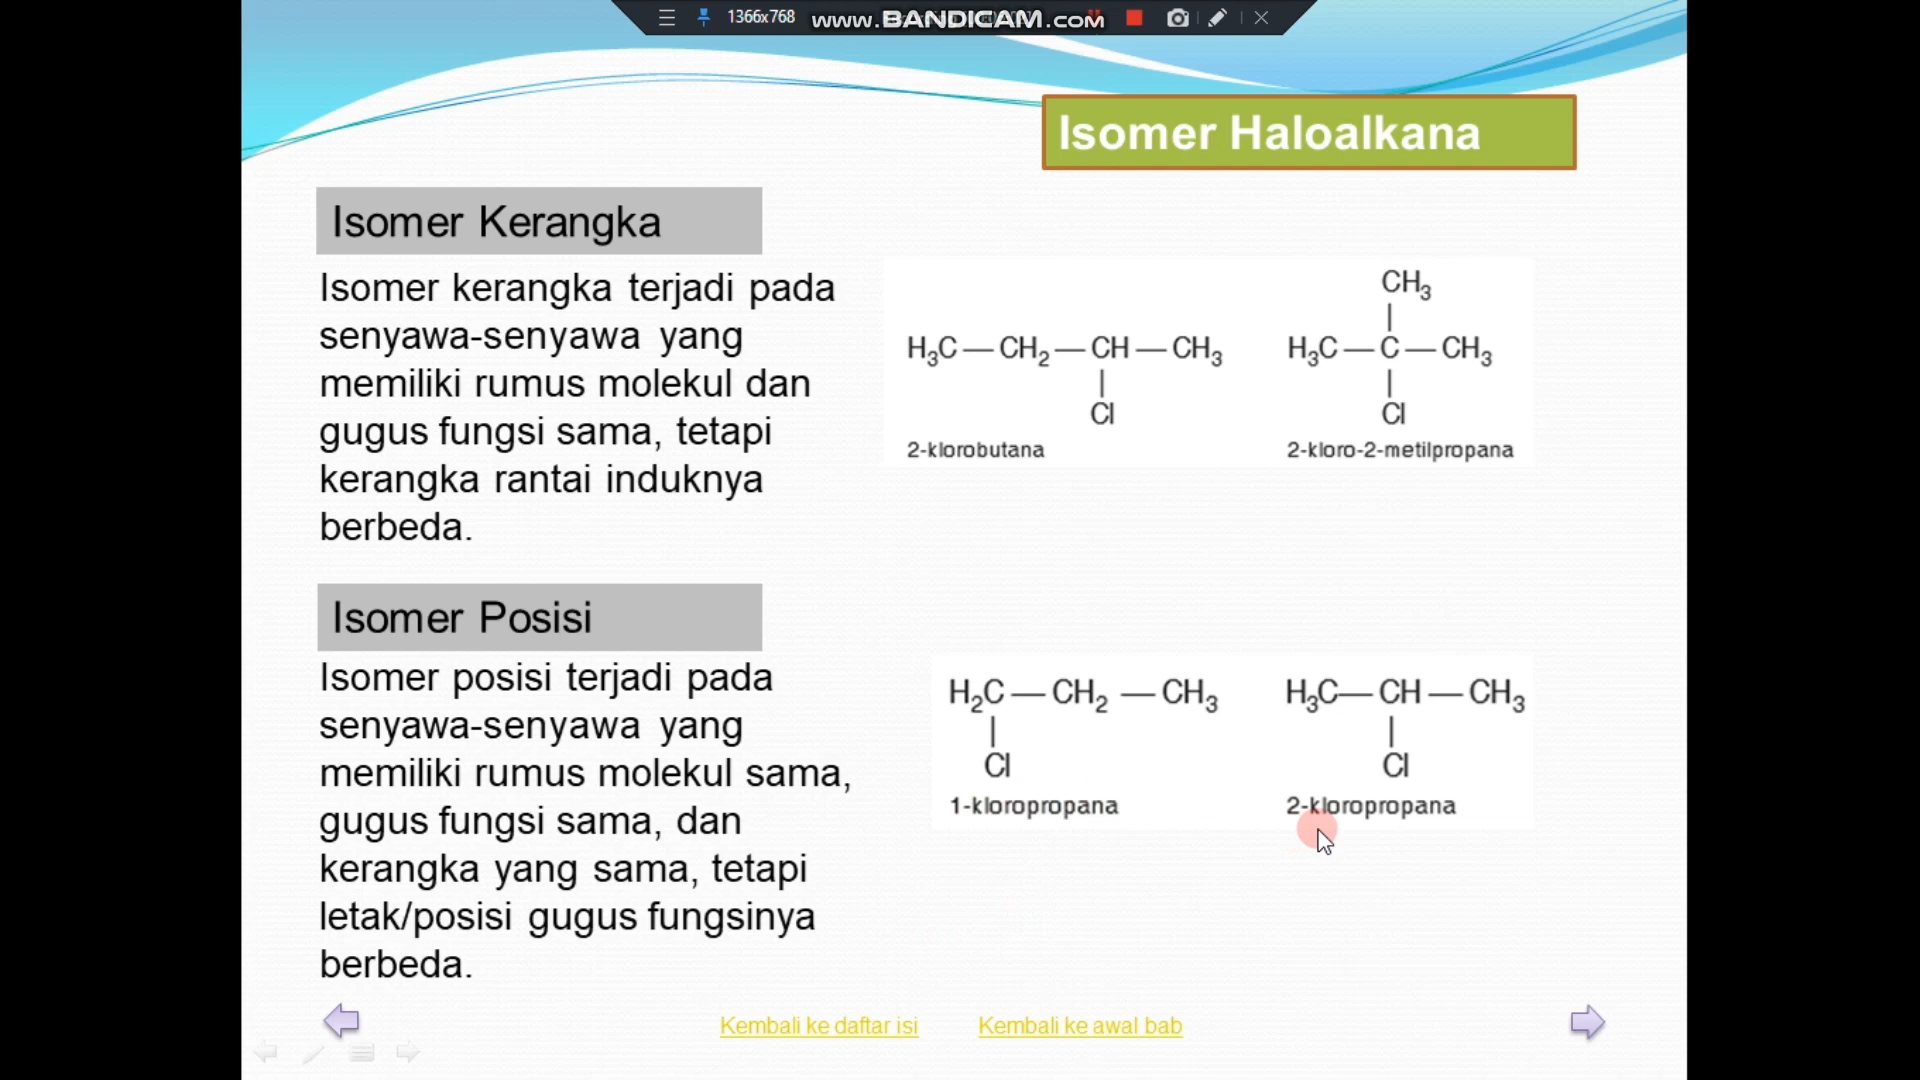 1366x768 www.BANDICAM.com
Isomer Haloalkana
Isomer Kerangka
Isomer kerangka terjadi pada
senyawa-senyawa yang
memiliki rumus molekul dan
gugus fungsi sama, tetapi
kerangka rantai induknya
berbeda.
CH3
H3C — CH2 — CH — CH3
Cl
2-klorobutana
H3C — C — CH3
Cl
2-kloro-2-metilpropana
Isomer Posisi
Isomer posisi terjadi pada
senyawa-senyawa yang
memiliki rumus molekul sama,
gugus fungsi sama, dan
kerangka yang sama, tetapi
letak/posisi gugus fungsinya
berbeda.
H2C — CH2 — CH3
Cl
1-kloropropana
H3C — CH — CH3
Cl
2-kloropropana
Kembali ke daftar isi
Kembali ke awal bab